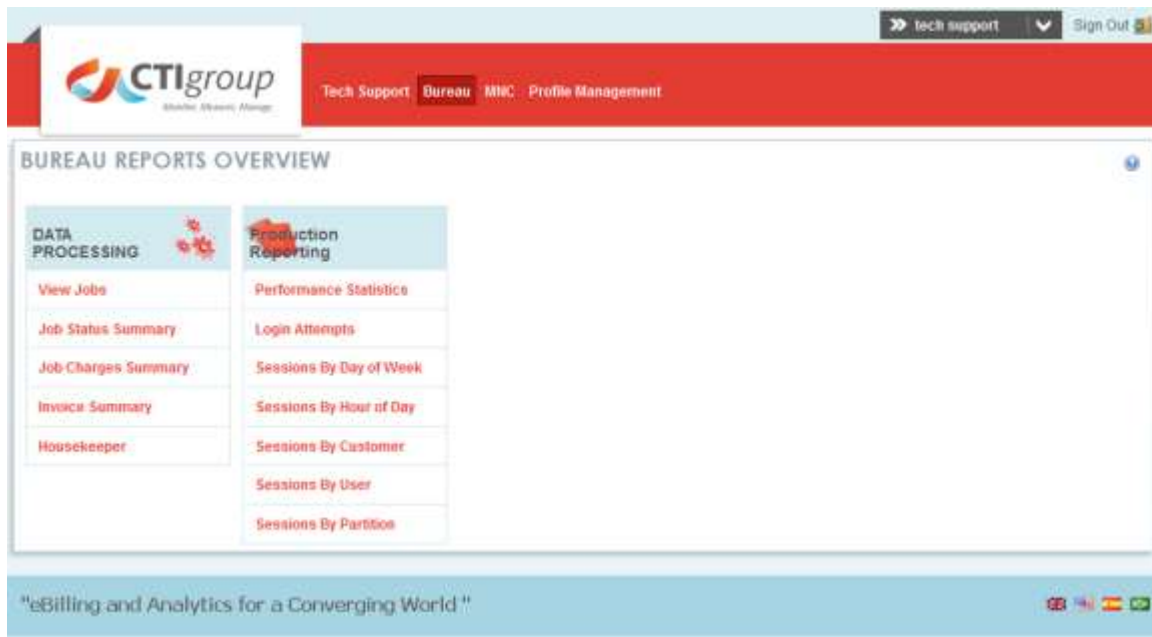 tech support
Sign Out
CTIgroup
Monitor. Measure. Manage.
Tech Support Bureau MNC Profile Management
BUREAU REPORTS OVERVIEW
DATA
PROCESSING
View Jobs
Job Status Summary
Job Charges Summary
Invoice Summary
Housekeeper
Production
Reporting
Performance Statistics
Login Attempts
Sessions By Day of Week
Sessions By Hour of Day
Sessions By Customer
Sessions By User
Sessions By Partition
"eBilling and Analytics for a Converging World "